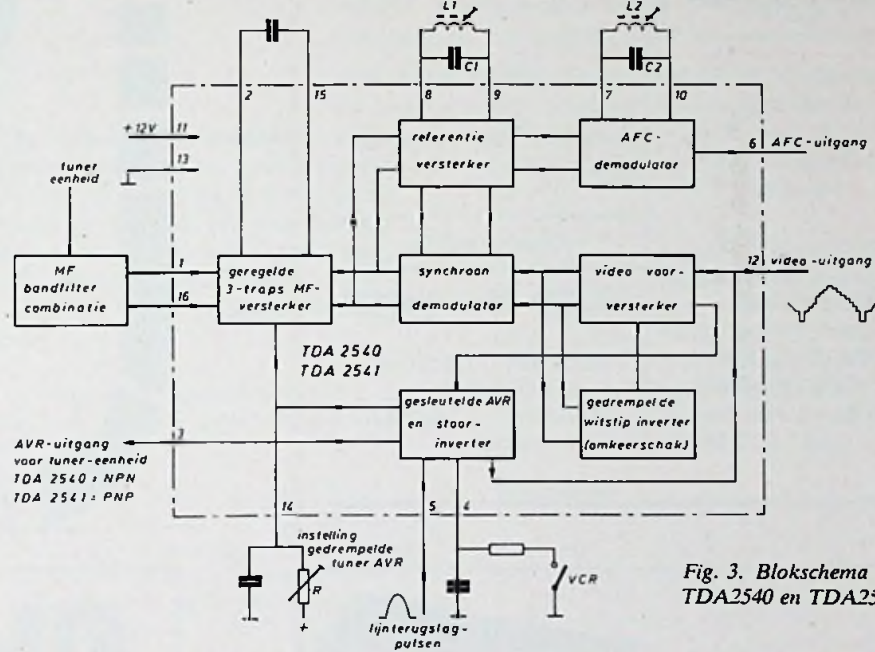 L1
L2
C1
C2
2
15
8
9
7
10
+12V
11
13
tuner
eenheid
referentie
versterker
AFC-
demodulator
6
AFC-uitgang
MF
bandfilter
combinatie
1
16
geregelde
3-traps MF-
versterker
synchroon
demodulator
video voor-
versterker
12
video-uitgang
TDA 2540
TDA 2541
gesleutelde AVR
en stoor-
inverter
gedrempelde
witstip inverter
(omkeerschak.)
AVR-uitgang
voor tuner-eenheid
TDA 2540 = NPN
TDA 2541 = PNP
3
14
5
4
instelling
gedrempelde
tuner AVR
R
+
VCR
lijnterugslag-
pulsen
Fig. 3. Blokschema
TDA2540 en TDA25